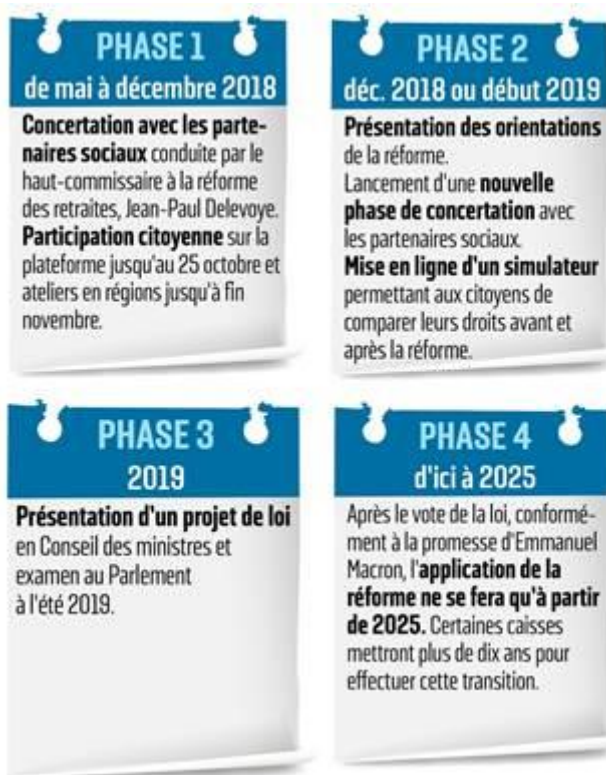 PHASE 1
de mai à décembre 2018
Concertation avec les parte-
naires sociaux conduite par le
haut-commissaire à la réforme
des retraites, Jean-Paul Delevoye.
Participation citoyenne sur la
plateforme jusqu'au 25 octobre et
ateliers en régions jusqu'à fin
novembre.
PHASE 2
déc. 2018 ou début 2019
Présentation des orientations
de la réforme.
Lancement d'une nouvelle
phase de concertation avec
les partenaires sociaux.
Mise en ligne d'un simulateur
permettant aux citoyens de
comparer leurs droits avant et
après la réforme.
PHASE 3
2019
Présentation d'un projet de loi
en Conseil des ministres et
examen au Parlement
à l'été 2019.
PHASE 4
d'ici à 2025
Après le vote de la loi, conformé-
ment à la promesse d'Emmanuel
Macron, l'application de la
réforme ne se fera qu'à partir
de 2025. Certaines caisses
mettront plus de dix ans pour
effectuer cette transition.